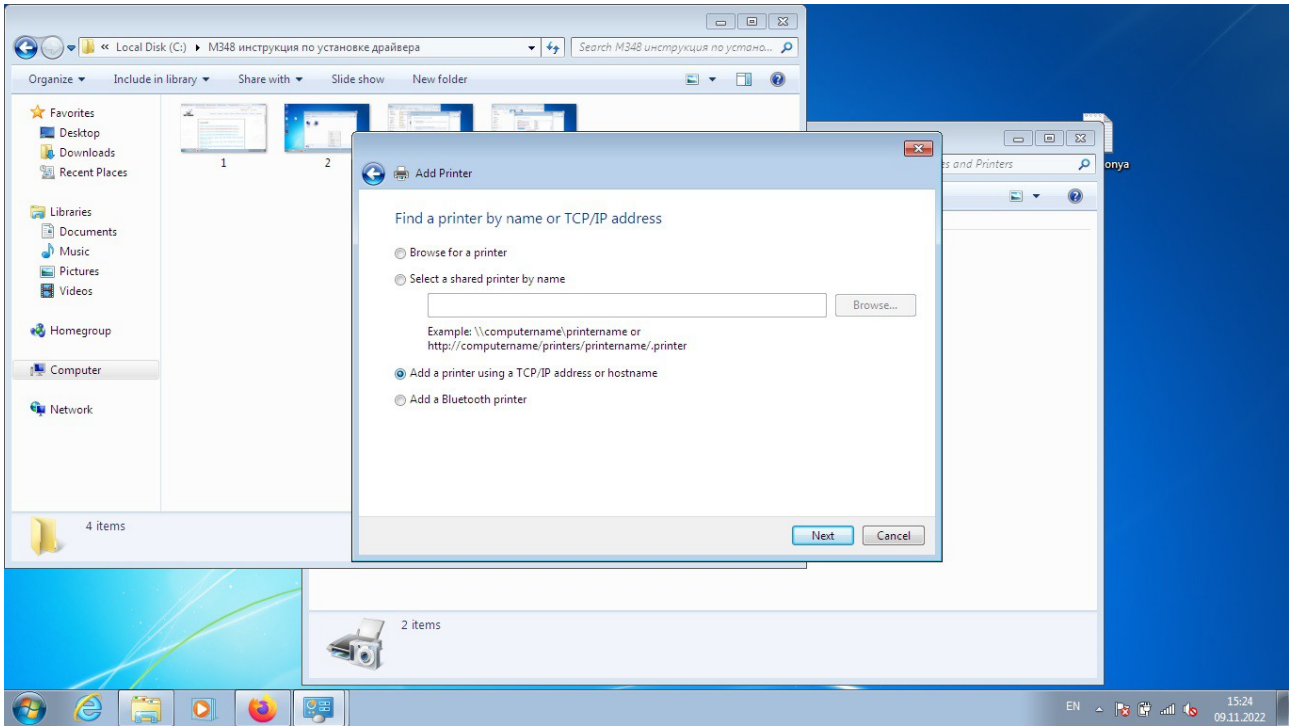 « Local Disk (C:) ▸ M348 инструкция по установке драйвера
Search M348 инструкция по устано...
Organize Include in library Share with Slide show New folder
Favorites
Desktop
Downloads
Recent Places
Libraries
Documents
Music
Pictures
Videos
Homegroup
Computer
Network
1 2
4 items
Add Printer
Find a printer by name or TCP/IP address
Browse for a printer
Select a shared printer by name
Browse...
Example: \\computername\printername or
http://computername/printers/printername/.printer
Add a printer using a TCP/IP address or hostname
Add a Bluetooth printer
Next Cancel
and Printers
onya
2 items
EN
15:24
09.11.2022